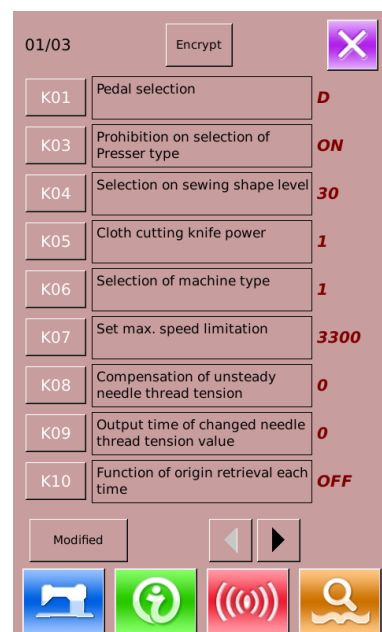 01/03
Encrypt
K01
Pedal selection
D
K03
Prohibition on selection of
Presser type
ON
K04
Selection on sewing shape level
30
K05
Cloth cutting knife power
1
K06
Selection of machine type
1
K07
Set max. speed limitation
3300
K08
Compensation of unsteady
needle thread tension
0
K09
Output time of changed needle
thread tension value
0
K10
Function of origin retrieval each
time
OFF
Modified